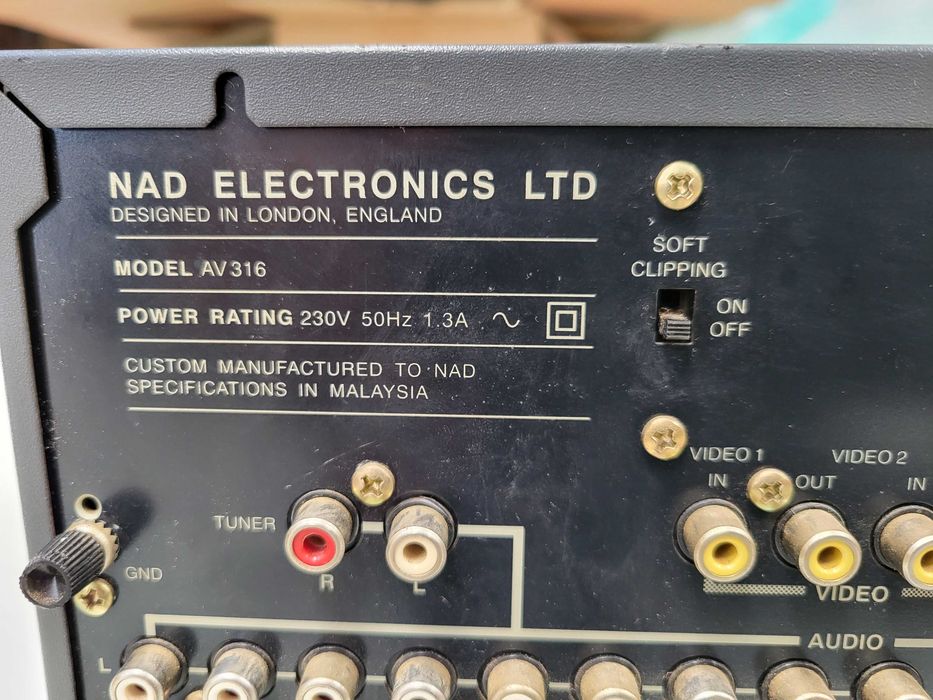 NAD ELECTRONICS LTD
DESIGNED IN LONDON, ENGLAND
MODEL AV316
POWER RATING 230V 50Hz 1.3A
CUSTOM MANUFACTURED TO NAD
SPECIFICATIONS IN MALAYSIA
SOFT
CLIPPING
ON
OFF
VIDEO 1
VIDEO 2
IN
OUT
IN
TUNER
R
L
GND
VIDEO
AUDIO
L